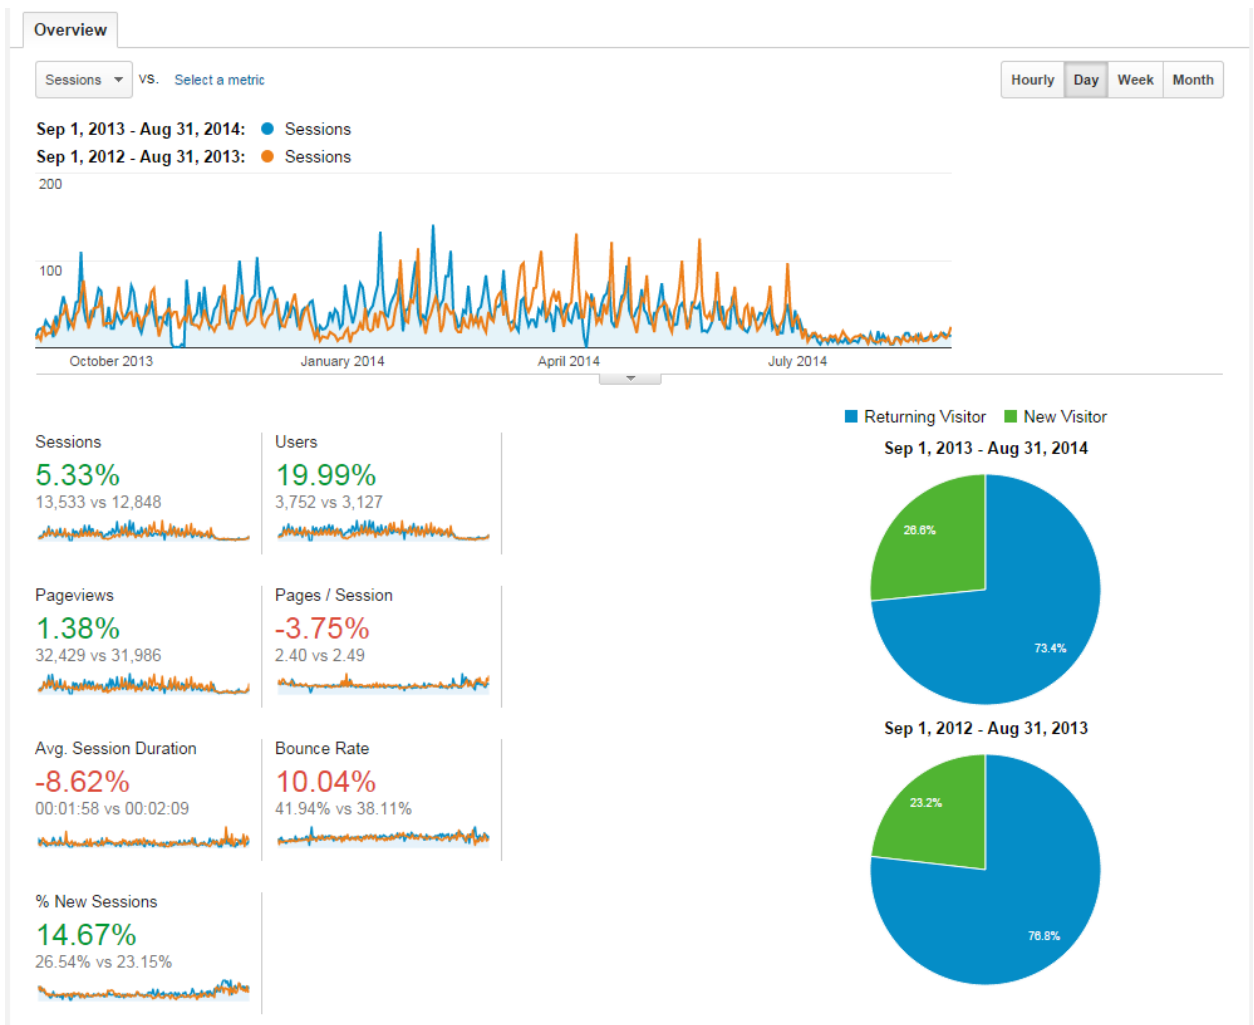 Overview
Sessions VS. Select a metric
Hourly Day Week Month
Sep 1, 2013 - Aug 31, 2014: Sessions
Sep 1, 2012 - Aug 31, 2013: Sessions
200
100
October 2013 January 2014 April 2014 July 2014
Returning Visitor New Visitor
Sep 1, 2013 - Aug 31, 2014
26.6%
73.4%
Sep 1, 2012 - Aug 31, 2013
23.2%
76.8%
Sessions
5.33%
13,533 vs 12,848
Users
19.99%
3,752 vs 3,127
Pageviews
1.38%
32,429 vs 31,986
Pages / Session
-3.75%
2.40 vs 2.49
Avg. Session Duration
-8.62%
00:01:58 vs 00:02:09
Bounce Rate
10.04%
41.94% vs 38.11%
% New Sessions
14.67%
26.54% vs 23.15%